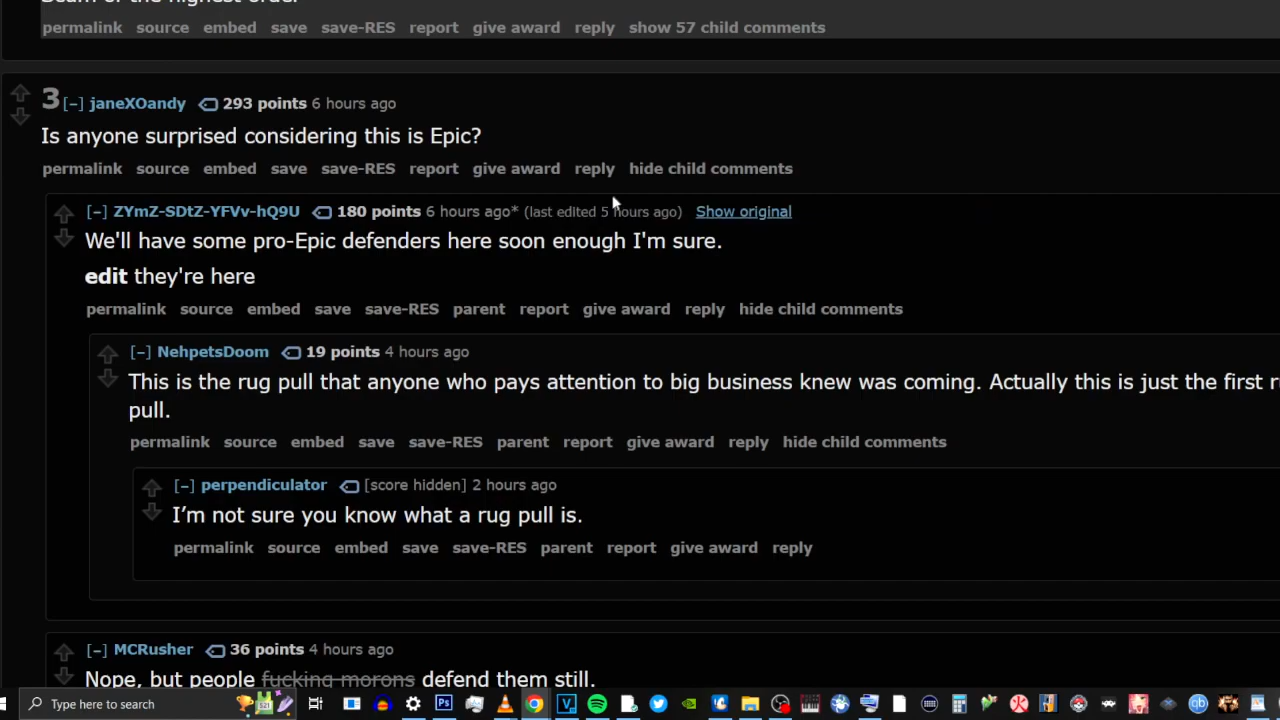 permalink source embed save save-RES report give award reply show 57 child comments
3 [–] janeXOandy 293 points 6 hours ago
Is anyone surprised considering this is Epic?
permalink source embed save save-RES report give award reply hide child comments
[–] ZYmZ-SDtZ-YFVv-hQ9U 180 points 6 hours ago* (last edited 5 hours ago) Show original
We'll have some pro-Epic defenders here soon enough I'm sure.
edit they're here
permalink source embed save save-RES parent report give award reply hide child comments
[–] NehpetsDoom 19 points 4 hours ago
This is the rug pull that anyone who pays attention to big business knew was coming. Actually this is just the first
pull.
permalink source embed save save-RES parent report give award reply hide child comments
[–] perpendiculator [score hidden] 2 hours ago
I’m not sure you know what a rug pull is.
permalink source embed save save-RES parent report give award reply
[–] MCRusher 36 points 4 hours ago
Nope, but people fucking morons defend them still.
Type here to search